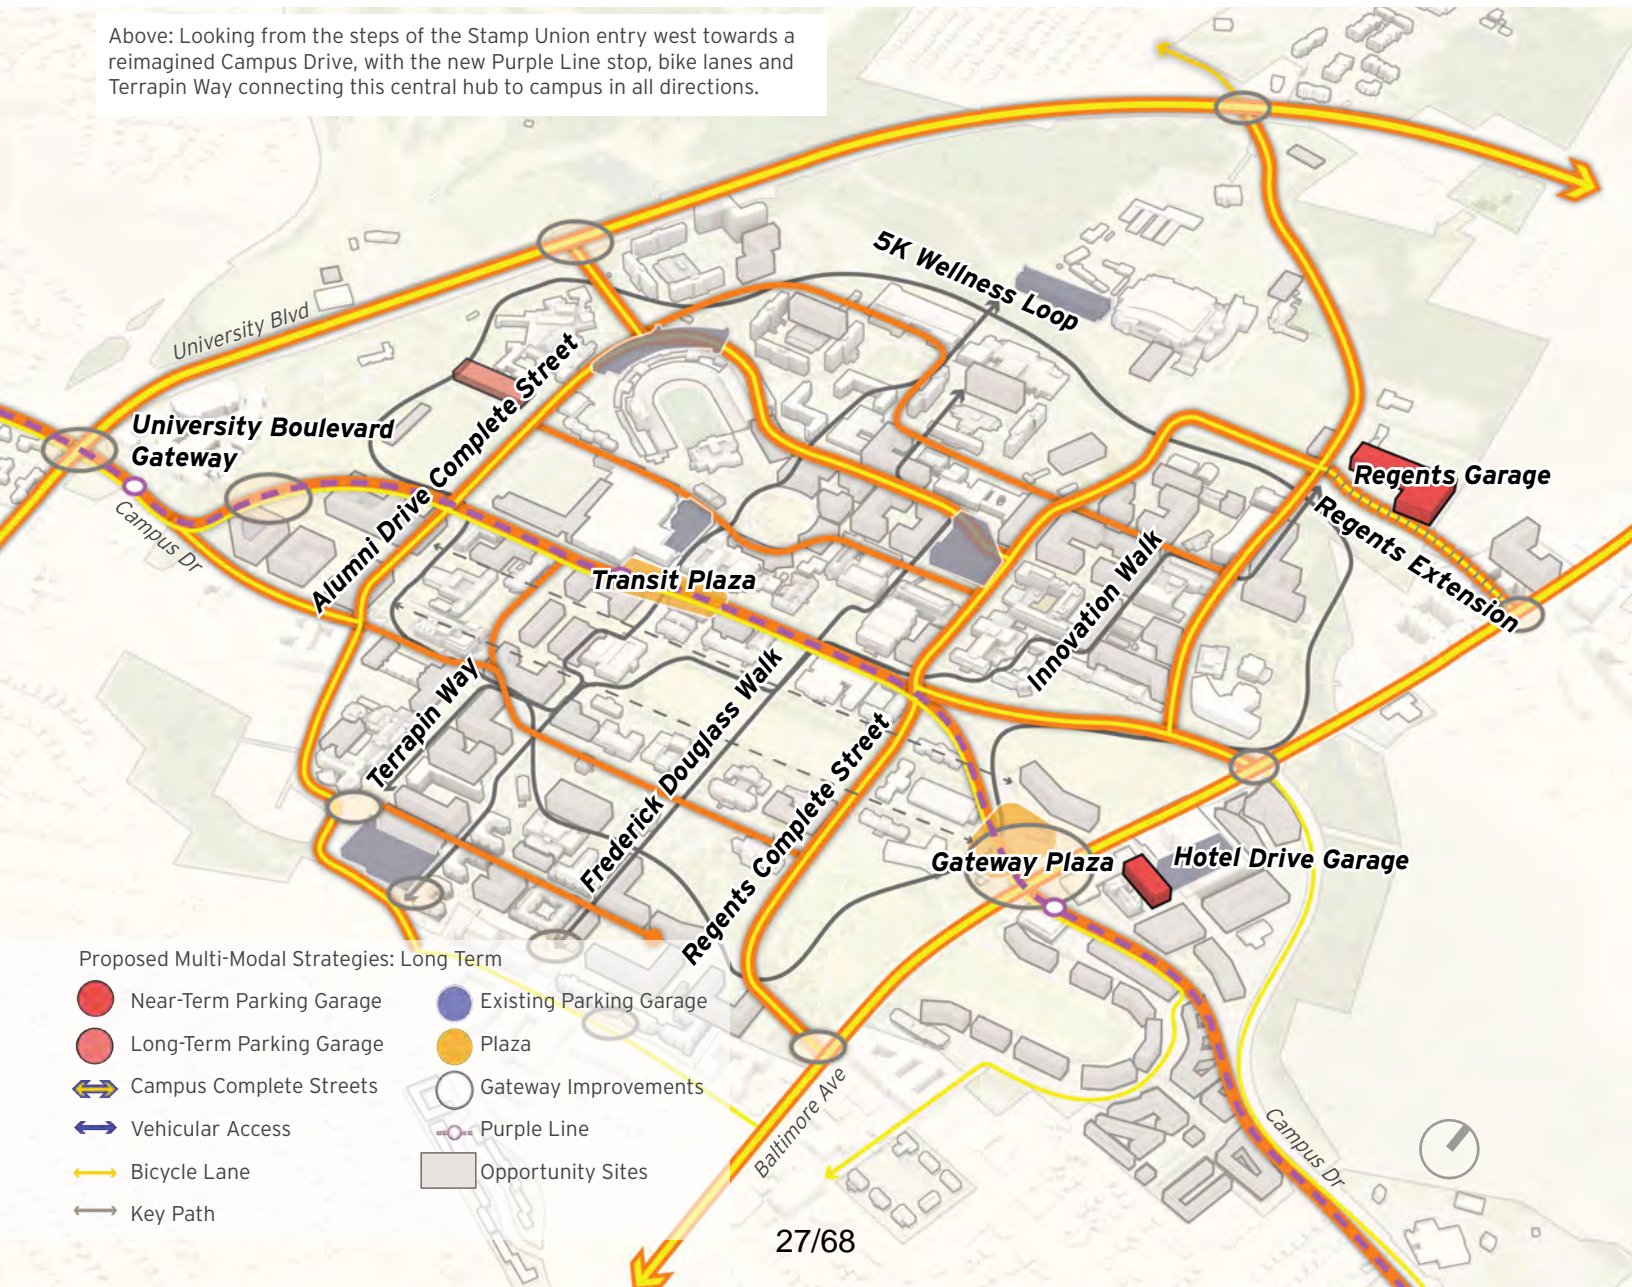 Above: Looking from the steps of the Stamp Union entry west towards a
reimagined Campus Drive, with the new Purple Line stop, bike lanes and
Terrapin Way connecting this central hub to campus in all directions.
5K Wellness Loop
University Blvd
University Boulevard
Gateway
Alumni Drive Complete Street
Campus Dr
Regents Garage
Regents Extension
Transit Plaza
Innovation Walk
Terrapin Way
Frederick Douglass Walk
Regents Complete Street
Gateway Plaza
Hotel Drive Garage
Baltimore Ave
Campus Dr
Proposed Multi-Modal Strategies: Long Term
Near-Term Parking Garage
Long-Term Parking Garage
Campus Complete Streets
Vehicular Access
Bicycle Lane
Key Path
Existing Parking Garage
Plaza
Gateway Improvements
Purple Line
Opportunity Sites
27/68